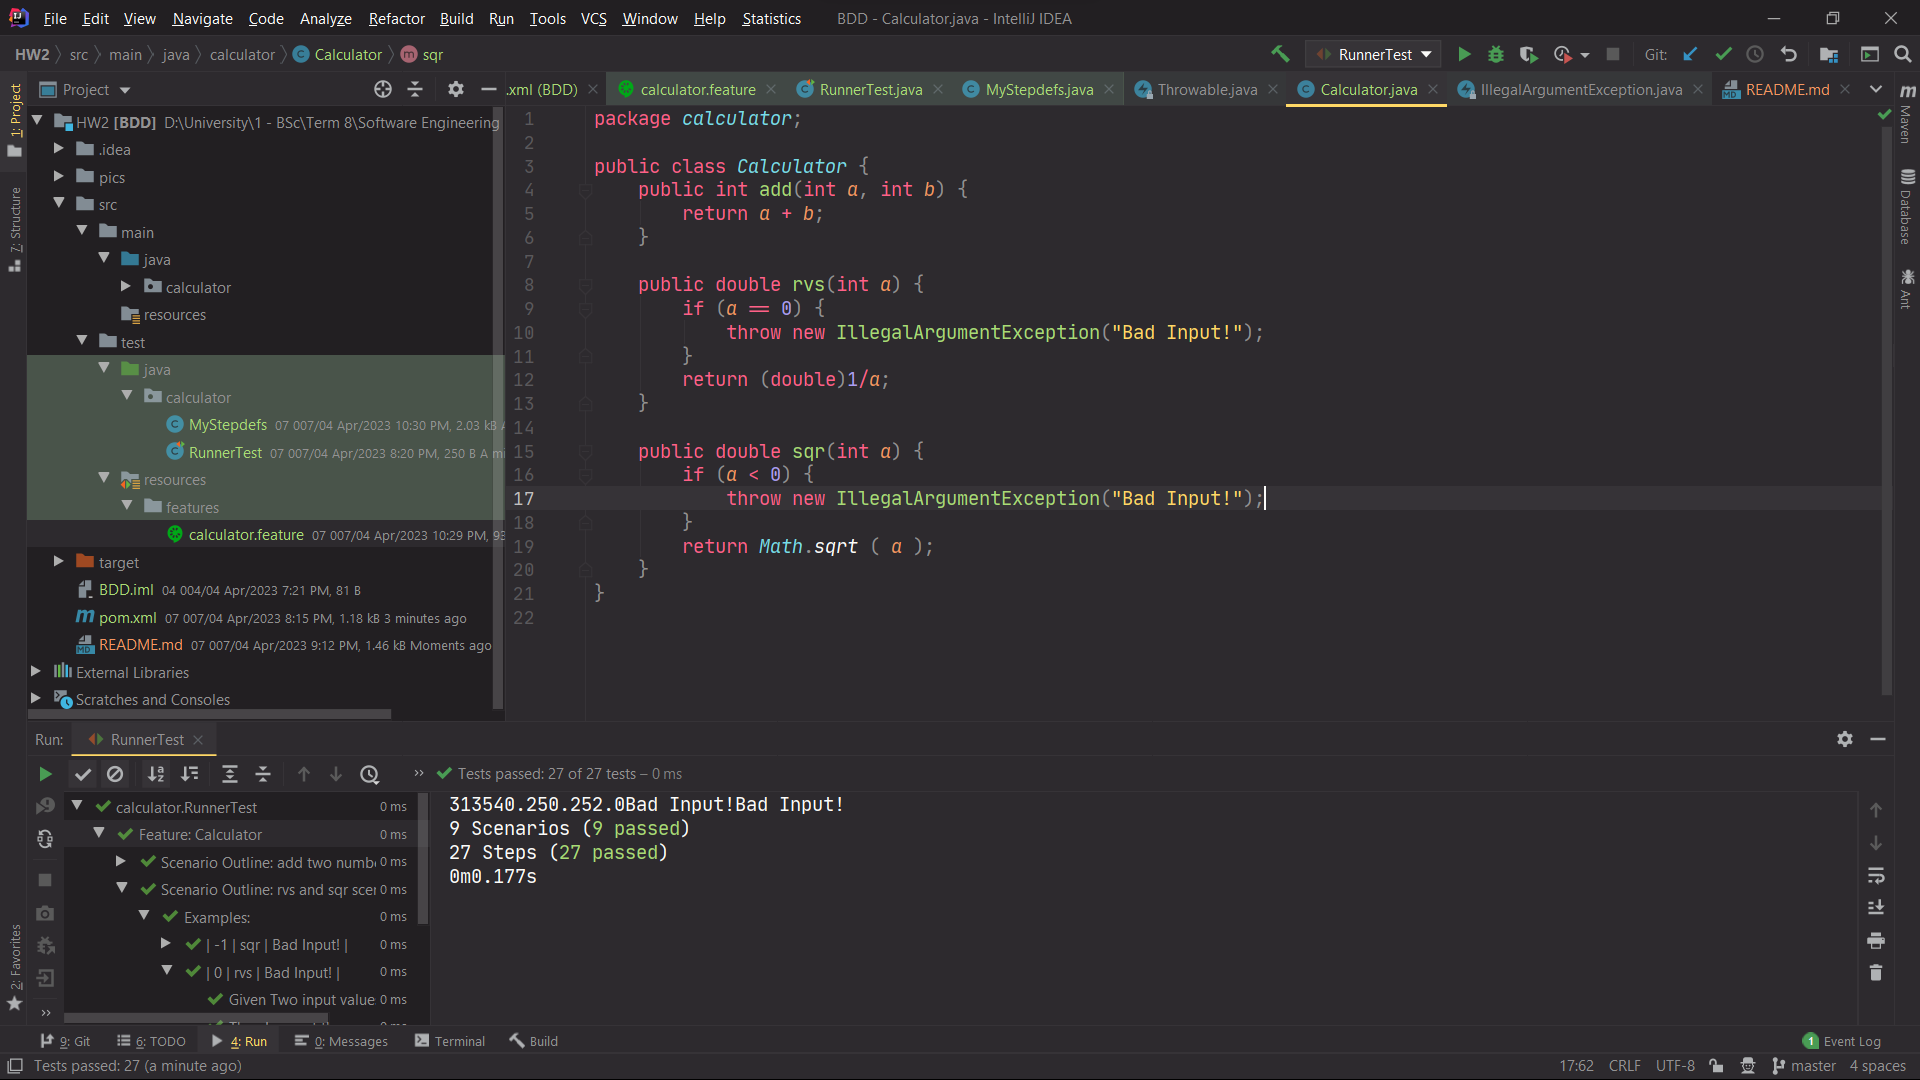 File Edit View Navigate Code Analyze Refactor Build Run Tools VCS Window Help Statistics BDD - Calculator.java - IntelliJ IDEA
HW2 src main java calculator Calculator sqr RunnerTest Git:
Project .xml (BDD) calculator.feature RunnerTest.java MyStepdefs.java Throwable.java Calculator.java IllegalArgumentException.java README.md
1: Project
7: Structure
2: Favorites
Maven
Database
Ant
HW2 [BDD] D:\University\1 - BSc\Term 8\Software Engineering
.idea
pics
src
main
java
calculator
resources
test
java
calculator
MyStepdefs 07 007/04 Apr/2023 10:30 PM, 2.03 kB
RunnerTest 07 007/04 Apr/2023 8:20 PM, 250 B A mi
resources
features
calculator.feature 07 007/04 Apr/2023 10:29 PM, 93
target
BDD.iml 04 004/04 Apr/2023 7:21 PM, 81 B
pom.xml 07 007/04 Apr/2023 8:15 PM, 1.18 kB 3 minutes ago
README.md 07 007/04 Apr/2023 9:12 PM, 1.46 kB Moments ago
External Libraries
Scratches and Consoles
1 package calculator;
2
3 public class Calculator {
4 public int add(int a, int b) {
5 return a + b;
6 }
7
8 public double rvs(int a) {
9 if (a == 0) {
10 throw new IllegalArgumentException("Bad Input!");
11 }
12 return (double)1/a;
13 }
14
15 public double sqr(int a) {
16 if (a < 0) {
17 throw new IllegalArgumentException("Bad Input!");
18 }
19 return Math.sqrt ( a );
20 }
21 }
22
Run: RunnerTest
Tests passed: 27 of 27 tests – 0 ms
calculator.RunnerTest 0 ms
Feature: Calculator 0 ms
Scenario Outline: add two numb 0 ms
Scenario Outline: rvs and sqr scer 0 ms
Examples: 0 ms
| -1 | sqr | Bad Input! | 0 ms
| 0 | rvs | Bad Input! | 0 ms
Given Two input value 0 ms
313540.250.252.0Bad Input!Bad Input!
9 Scenarios (9 passed)
27 Steps (27 passed)
0m0.177s
9: Git 6: TODO 4: Run 0: Messages Terminal Build 1 Event Log
Tests passed: 27 (a minute ago) 17:62 CRLF UTF-8 master 4 spaces